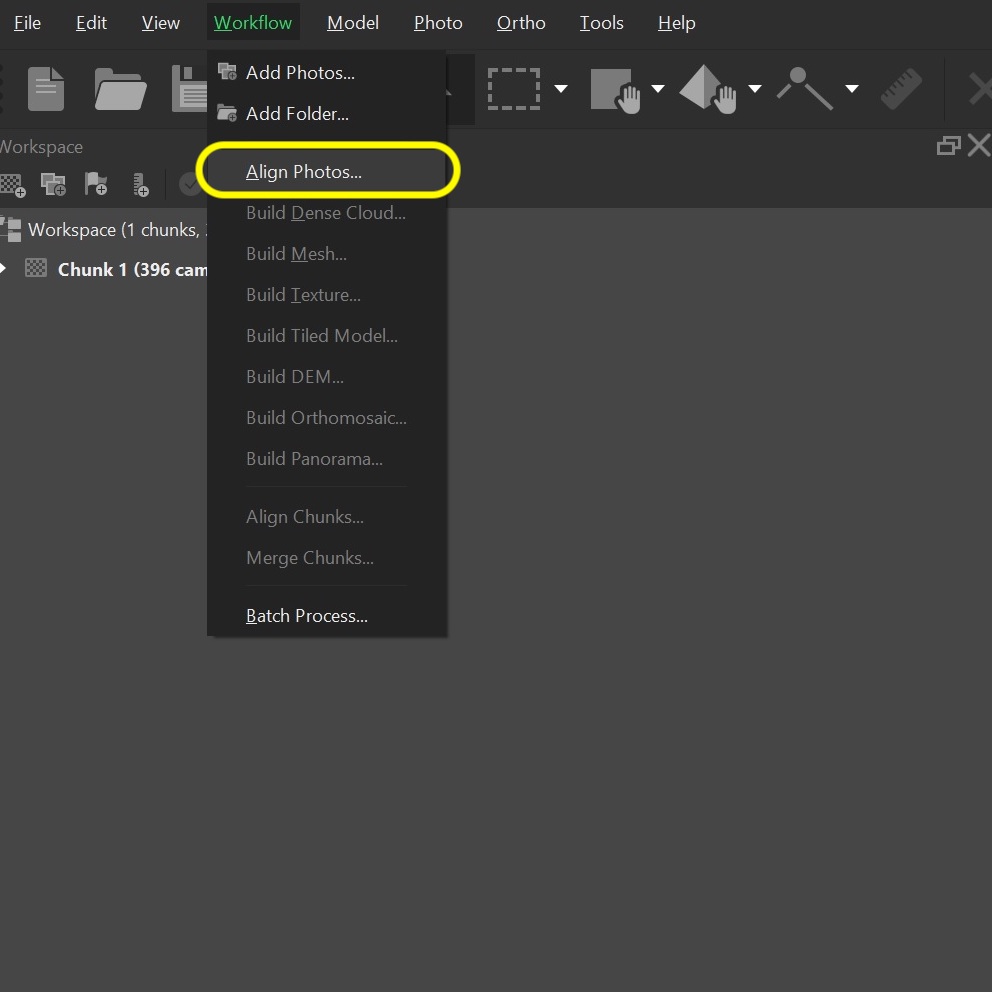 File Edit View Workflow Model Photo Ortho Tools Help
Add Photos...
Add Folder...
Workspace
Align Photos...
Build Dense Cloud...
Workspace (1 chunks,
Build Mesh...
Chunk 1 (396 cam
Build Texture...
Build Tiled Model...
Build DEM...
Build Orthomosaic...
Build Panorama...
Align Chunks...
Merge Chunks...
Batch Process...